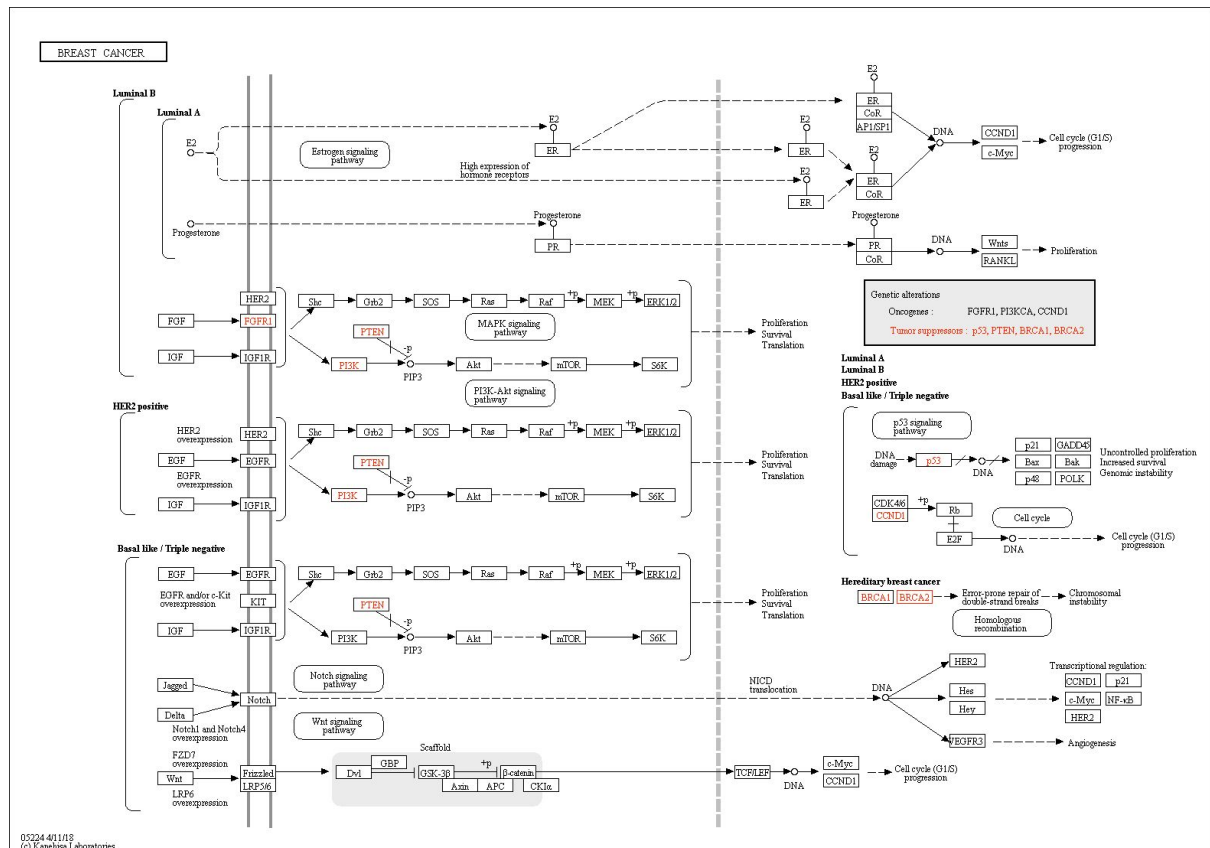 BREAST CANCER
Luminal B
Luminal A
E2
Estrogen signaling
pathway
High expression of
hormone receptors
E2
ER
E2
ER
E2
ER
E2
ER
CoR
AP1/SP1
E2
ER
CoR
DNA
CCND1
c-Myc
Cell cycle (G1/S)
progression
Progesterone
Progesterone
PR
Progesterone
PR
CoR
DNA
Wnts
RANKL
Proliferation
HER2
FGF
FGFR1
IGF
IGF1R
Shc
Grb2
SOS
Ras
Raf
+p
MEK
+p
ERK1/2
MAPK signaling
pathway
PTEN
-p
PI3K
PIP3
Akt
mTOR
S6K
PI3K-Akt signaling
pathway
Proliferation
Survival
Translation
Genetic alterations
Oncogenes : FGFR1, PI3KCA, CCND1
Tumor suppressors : p53, PTEN, BRCA1, BRCA2
HER2 positive
HER2
overexpression
HER2
EGF
EGFR
EGFR
overexpression
IGF
IGF1R
Shc
Grb2
SOS
Ras
Raf
+p
MEK
+p
ERK1/2
PTEN
-p
PI3K
PIP3
Akt
mTOR
S6K
Proliferation
Survival
Translation
Luminal A
Luminal B
HER2 positive
Basal like / Triple negative
p53 signaling
pathway
DNA
damage
p53
DNA
p21
GADD45
Bax
Bak
p48
POLK
Uncontrolled proliferation
Increased survival
Genomic instability
CDK4/6
CCND1
+p
Rb
E2F
DNA
Cell cycle
Cell cycle (G1/S)
progression
Basal like / Triple negative
EGF
EGFR
EGFR and/or c-Kit
overexpression
KIT
IGF
IGF1R
Shc
Grb2
SOS
Ras
Raf
+p
MEK
+p
ERK1/2
PTEN
-p
PI3K
PIP3
Akt
mTOR
S6K
Proliferation
Survival
Translation
Hereditary breast cancer
BRCA1
BRCA2
Error-prone repair of
double-strand breaks
Chromosomal
instability
Homologous
recombination
Jagged
Delta
Notch
Notch1 and Notch4
overexpression
Notch signaling
pathway
NICD
translocation
DNA
HER2
Hes
Hey
VEGFR3
Transcriptional regulation:
CCND1
p21
c-Myc
NF-κB
HER2
Angiogenesis
Wnt signaling
pathway
FZD7
overexpression
Wnt
LRP6
overexpression
Frizzled
LRP5/6
Scaffold
Dvl
GBP
GSK-3β
+p
β-catenin
Axin
APC
CKIα
TCF/LEF
DNA
c-Myc
CCND1
Cell cycle (G1/S)
progression
05224 4/11/18
(c) Kanehisa Laboratories